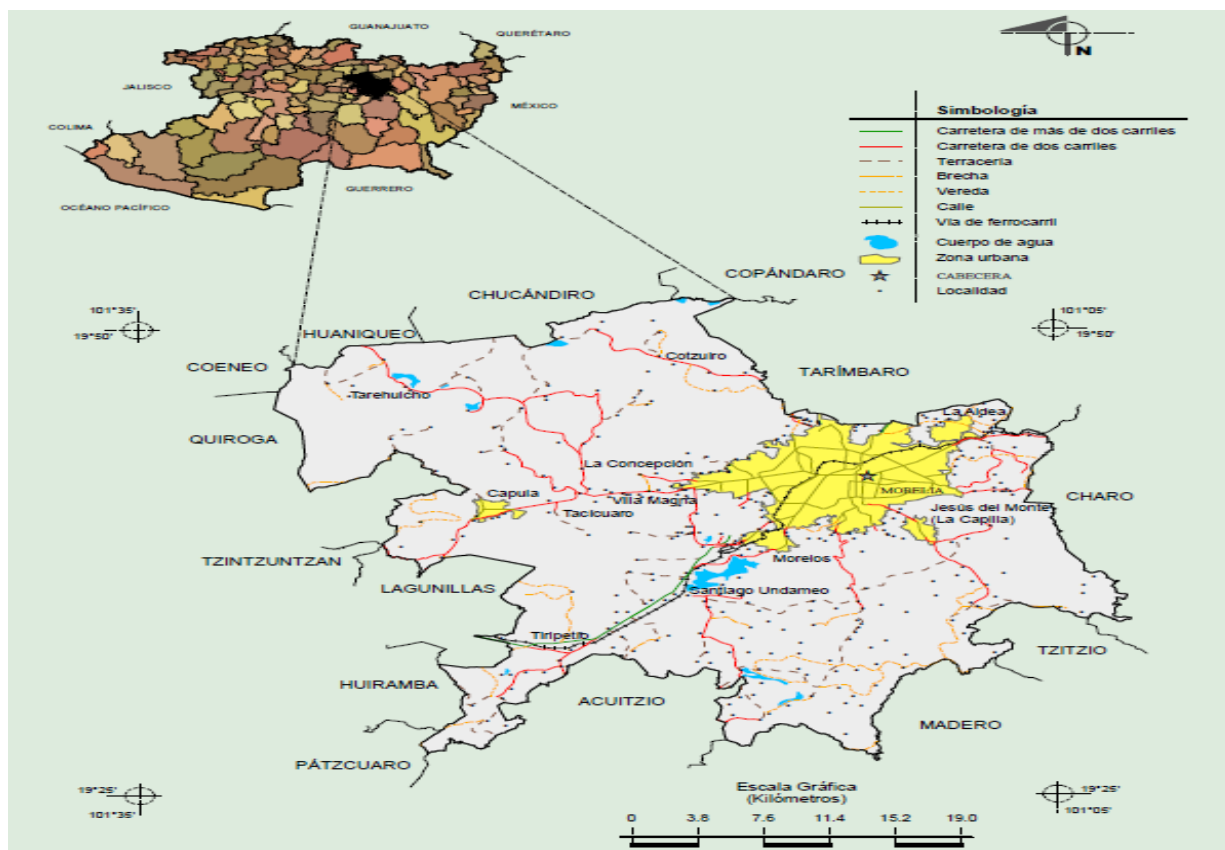 GUANAJUATO
QUERÉTARO
JALISCO
MÉXICO
COLIMA
GUERRERO
OCÉANO PACÍFICO
N
Simbología
Carretera de más de dos carriles
Carretera de dos carriles
Terracería
Brecha
Vereda
Calle
Vía de ferrocarril
Cuerpo de agua
Zona urbana
CABECERA
Localidad
COPÁNDARO
CHUCÁNDIRO
101°35'
19°50'
101°05'
19°50'
HUANIQUEO
COENEO
Cotzuiro
TARÍMBARO
Tarehuicho
La Aldea
QUIROGA
La Concepción
MORELIA
CHARO
Capula
Villa Magna
Tacicuaro
Jesús del Monte
(La Capilla)
TZINTZUNTZAN
Morelos
LAGUNILLAS
Santiago Undameo
Tiripetío
TZITZIO
HUIRAMBA
ACUITZIO
MADERO
PÁTZCUARO
19°25'
101°35'
19°25'
101°05'
Escala Gráfica
(Kilómetros)
0 3.8 7.6 11.4 15.2 19.0